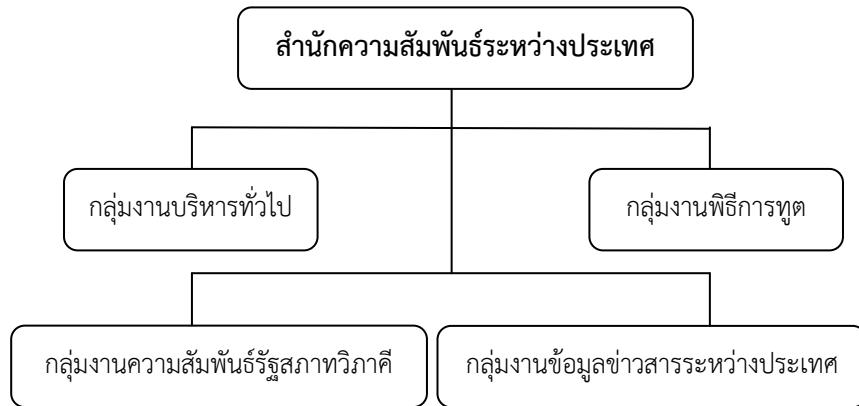 สำนักความสัมพันธ์ระหว่างประเทศ
กลุ่มงานบริหารทั่วไป
กลุ่มงานพิธีการทูต
กลุ่มงานความสัมพันธ์รัฐสภาทวิภาคี
กลุ่มงานข้อมูลข่าวสารระหว่างประเทศ